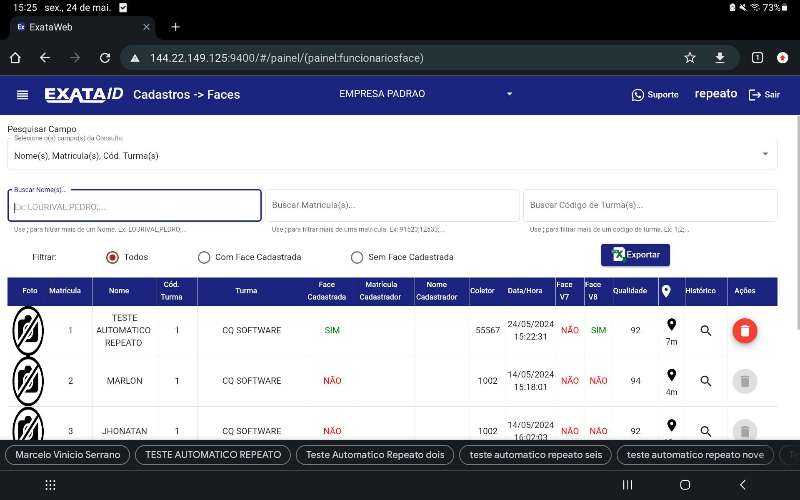 15:25 sex., 24 de mai.
73%
Ex ExataWeb
144.22.149.125:9400/#/painel/(painel:funcionariosface)
1
EXATA ID
Cadastros -> Faces
EMPRESA PADRAO
Suporte
repeato
Sair
Pesquisar Campo
Selecione o(s) campo(s) da Consulta
Nome(s), Matricula(s), Cód. Turma(s)
Buscar Nome(s)...
Ex: LOURIVAL;PEDRO;...
Buscar Matricula(s)...
Buscar Código de Turma(s)...
Use ; para filtrar mais de um Nome. Ex: LOURIVAL;PEDRO;...
Use ; para filtrar mais de uma matricula. Ex: 91523;12533;...
Use ; para filtrar mais de um código de turma. Ex: 1;2;...
Filtrar:
Todos
Com Face Cadastrada
Sem Face Cadastrada
Exportar
Foto Matrícula Nome Cód. Turma Turma Face Cadastrada Matrícula Cadastrador Nome Cadastrador Coletor Data/Hora Face V7 Face V8 Qualidade Histórico Ações
1 TESTE AUTOMATICO REPEATO 1 CQ SOFTWARE SIM 55567 24/05/2024 15:22:31 NÃO SIM 92 7m
2 MARLON 1 CQ SOFTWARE NÃO 1002 14/05/2024 15:18:01 NÃO NÃO 94 4m
3 JHONATAN 1 CQ SOFTWARE NÃO 1002 14/05/2024 16:02:03 NÃO NÃO 92
Marcelo Vinicio Serrano
TESTE AUTOMATICO REPEATO
Teste Automatico Repeato dois
teste automatico repeato seis
teste automatico repeato nove